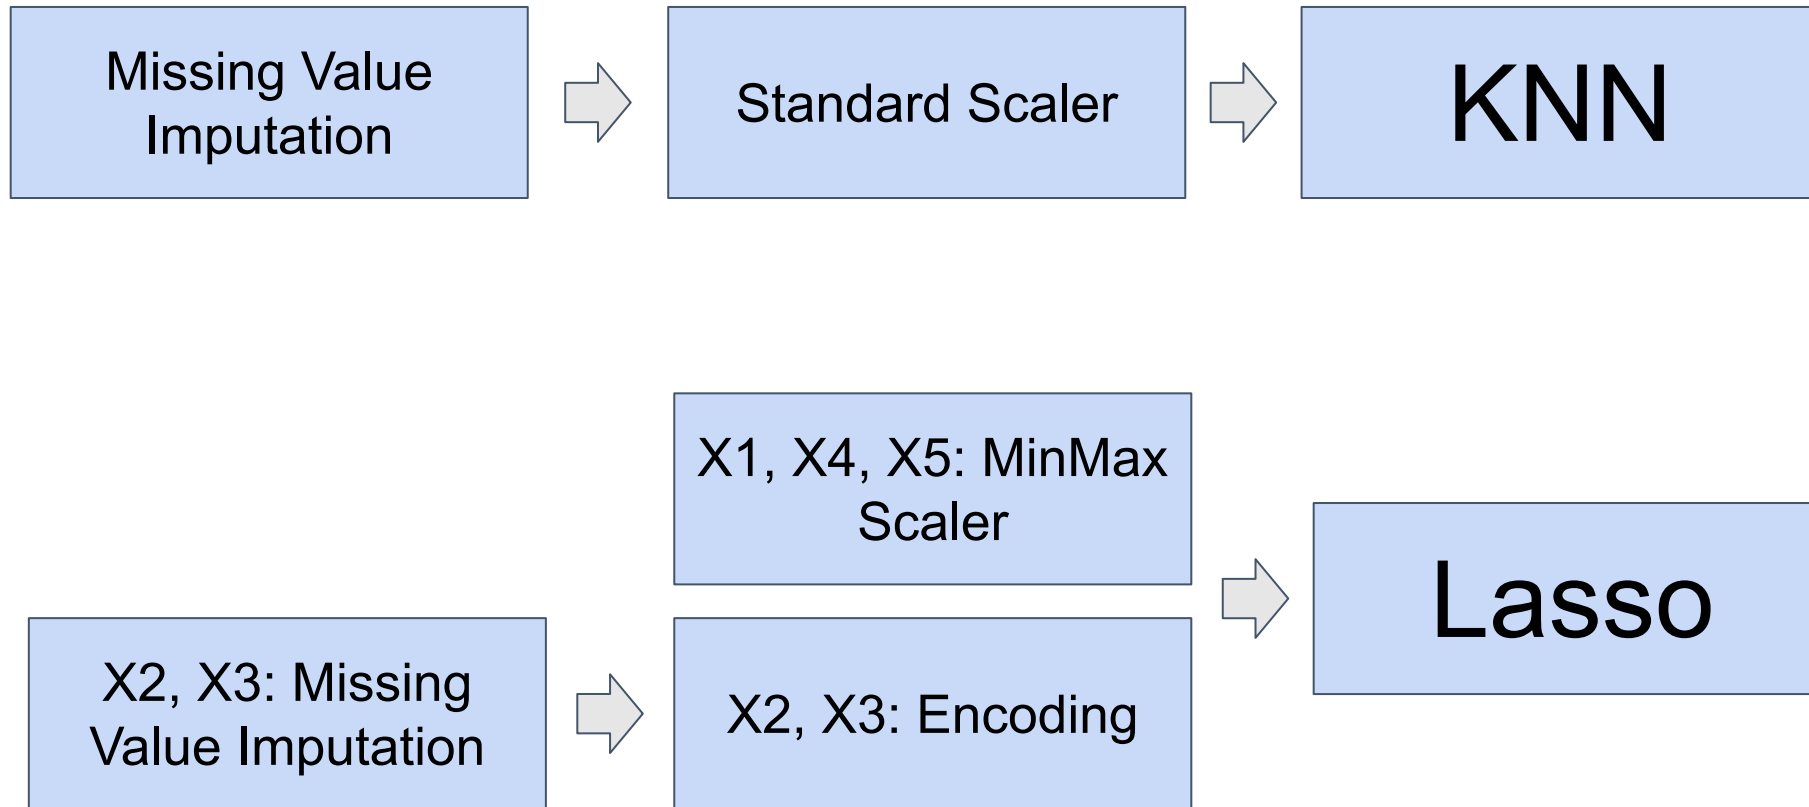 Missing Value
Imputation
Standard Scaler
KNN
X1, X4, X5: MinMax
Scaler
Lasso
X2, X3: Missing
Value Imputation
X2, X3: Encoding